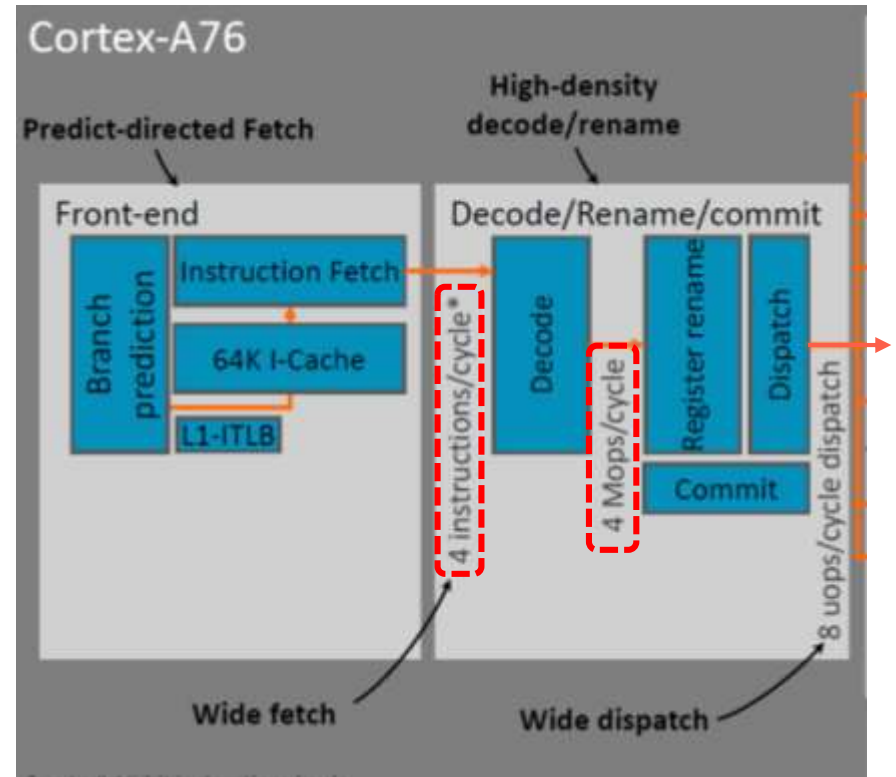 Cortex-A76
Predict-directed Fetch
High-density
decode/rename
Front-end
Branch
prediction
Instruction Fetch
64K I-Cache
L1-ITLB
4 instructions/cycle*
Wide fetch
Decode/Rename/commit
Decode
4 Mops/cycle
Register rename
Dispatch
Commit
8 uops/cycle dispatch
Wide dispatch